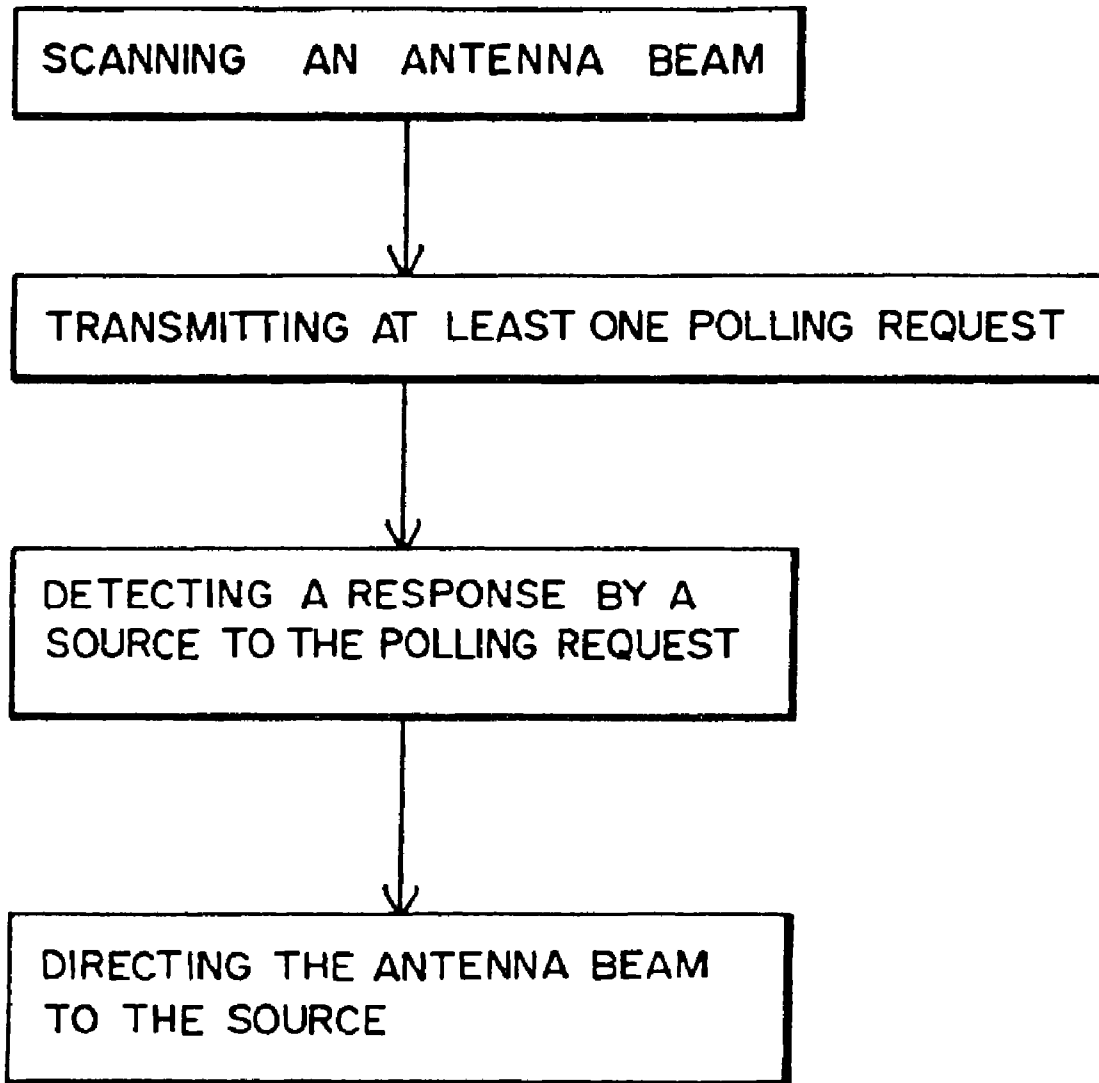 SCANNING AN ANTENNA BEAM
TRANSMITTING AT LEAST ONE POLLING REQUEST
DETECTING A RESPONSE BY A
SOURCE TO THE POLLING REQUEST
DIRECTING THE ANTENNA BEAM
TO THE SOURCE